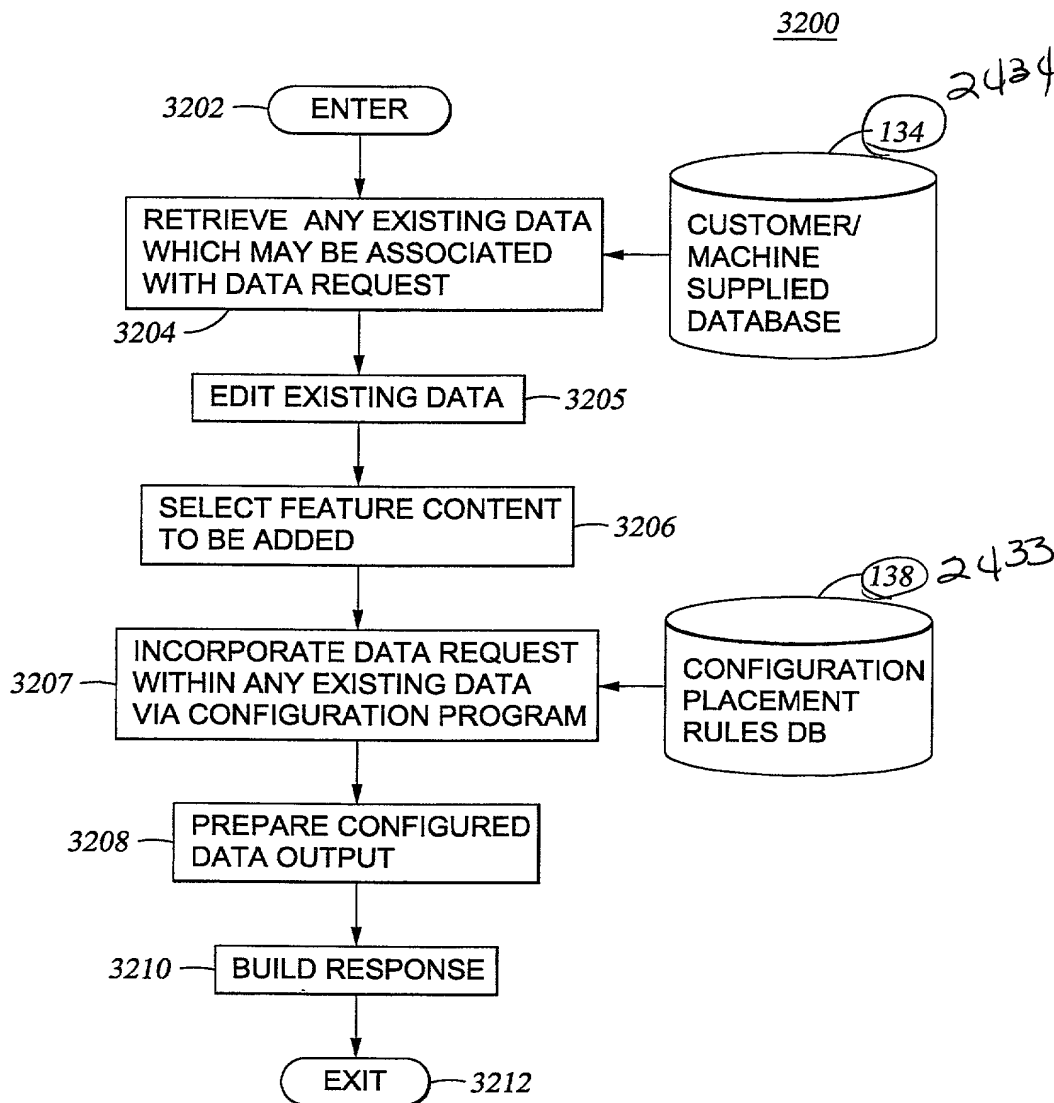 3200
2434
3202
ENTER
134
RETRIEVE ANY EXISTING DATA
WHICH MAY BE ASSOCIATED
WITH DATA REQUEST
CUSTOMER/
MACHINE
SUPPLIED
DATABASE
3204
EDIT EXISTING DATA
3205
SELECT FEATURE CONTENT
TO BE ADDED
3206
138
2433
INCORPORATE DATA REQUEST
WITHIN ANY EXISTING DATA
VIA CONFIGURATION PROGRAM
3207
CONFIGURATION
PLACEMENT
RULES DB
PREPARE CONFIGURED
DATA OUTPUT
3208
3210
BUILD RESPONSE
EXIT
3212